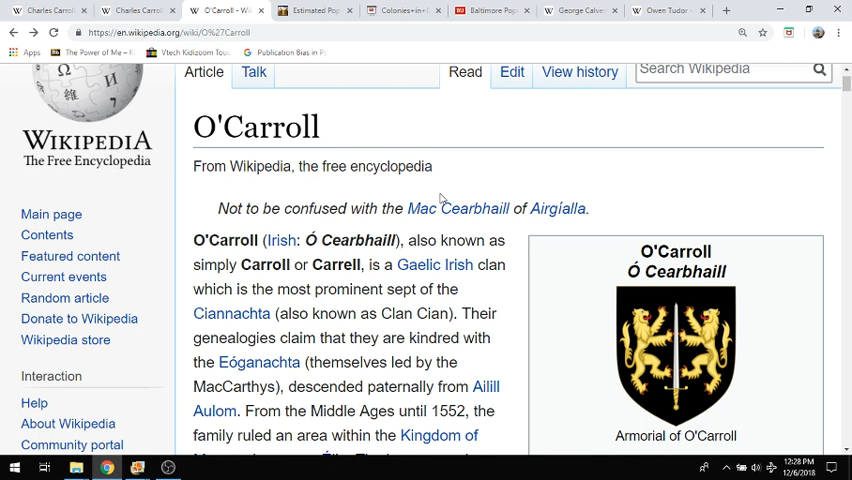 Charles Carroll
Charles Carroll
O'Carroll - Wiki
Estimated Pop
Colonies+in+
Baltimore Pop
George Calver
Owen Tudor -
https://en.wikipedia.org/wiki/O%27Carroll
Apps
The Power of Me – K
Vtech Kidizoom Tou
Publication Bias in P
Article
Talk
Read
Edit
View history
Search Wikipedia
WIKIPEDIA
The Free Encyclopedia
O'Carroll
From Wikipedia, the free encyclopedia
Not to be confused with the Mac Cearbhaill of Airgíalla.
Main page
Contents
Featured content
Current events
Random article
Donate to Wikipedia
Wikipedia store
Interaction
Help
About Wikipedia
Community portal
O'Carroll (Irish: Ó Cearbhaill), also known as
simply Carroll or Carrell, is a Gaelic Irish clan
which is the most prominent sept of the
Ciannachta (also known as Clan Cian). Their
genealogies claim that they are kindred with
the Eóganachta (themselves led by the
MacCarthys), descended paternally from Ailill
Aulom. From the Middle Ages until 1552, the
family ruled an area within the Kingdom of
O'Carroll
Ó Cearbhaill
Armorial of O'Carroll
12:28 PM
12/6/2018